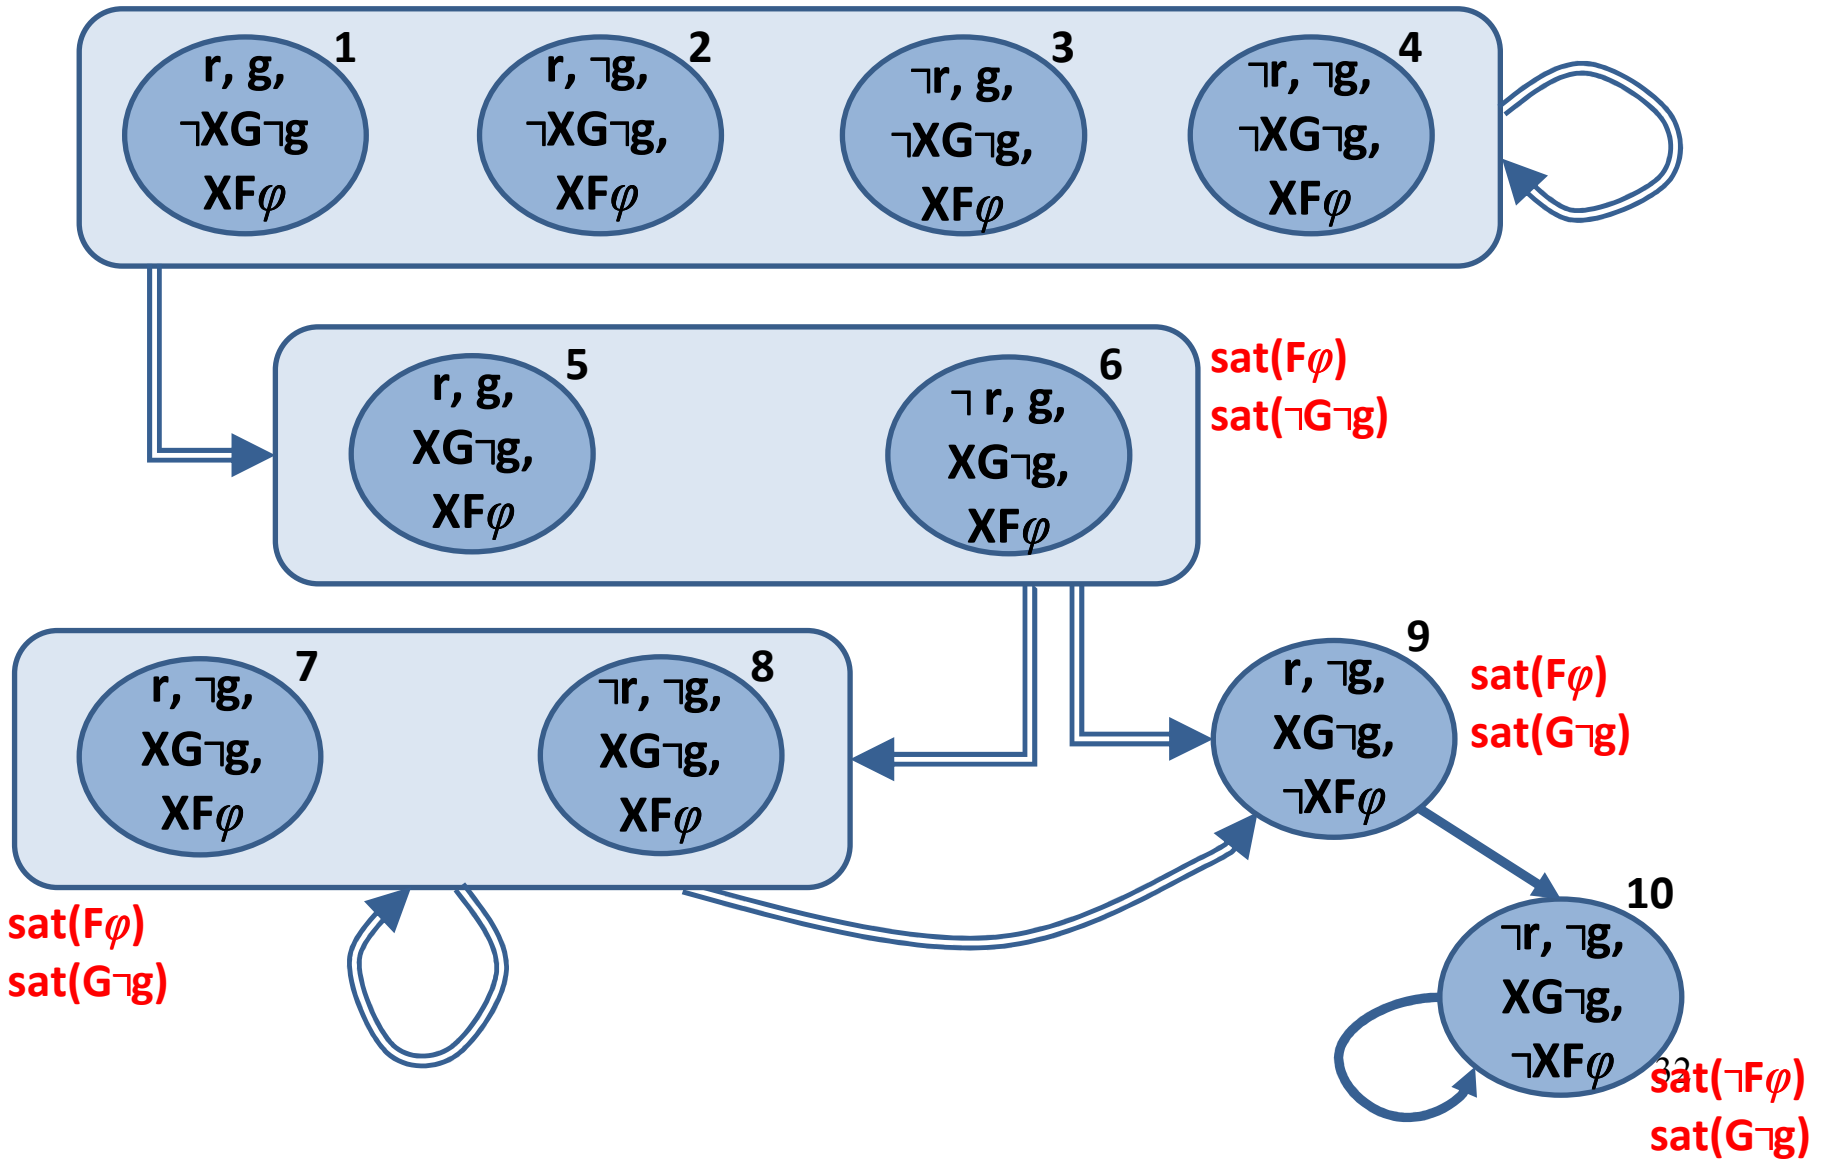 1
r, g,
¬XG¬g
XFφ
2
r, ¬g,
¬XG¬g,
XFφ
3
¬r, g,
¬XG¬g,
XFφ
4
¬r, ¬g,
¬XG¬g,
XFφ
5
r, g,
XG¬g,
XFφ
6
¬ r, g,
XG¬g,
XFφ
sat(Fφ)
sat(¬G¬g)
7
r, ¬g,
XG¬g,
XFφ
8
¬r, ¬g,
XG¬g,
XFφ
sat(Fφ)
sat(G¬g)
9
r, ¬g,
XG¬g,
¬XFφ
sat(Fφ)
sat(G¬g)
10
¬r, ¬g,
XG¬g,
¬XFφ
32
sat(¬Fφ)
sat(G¬g)